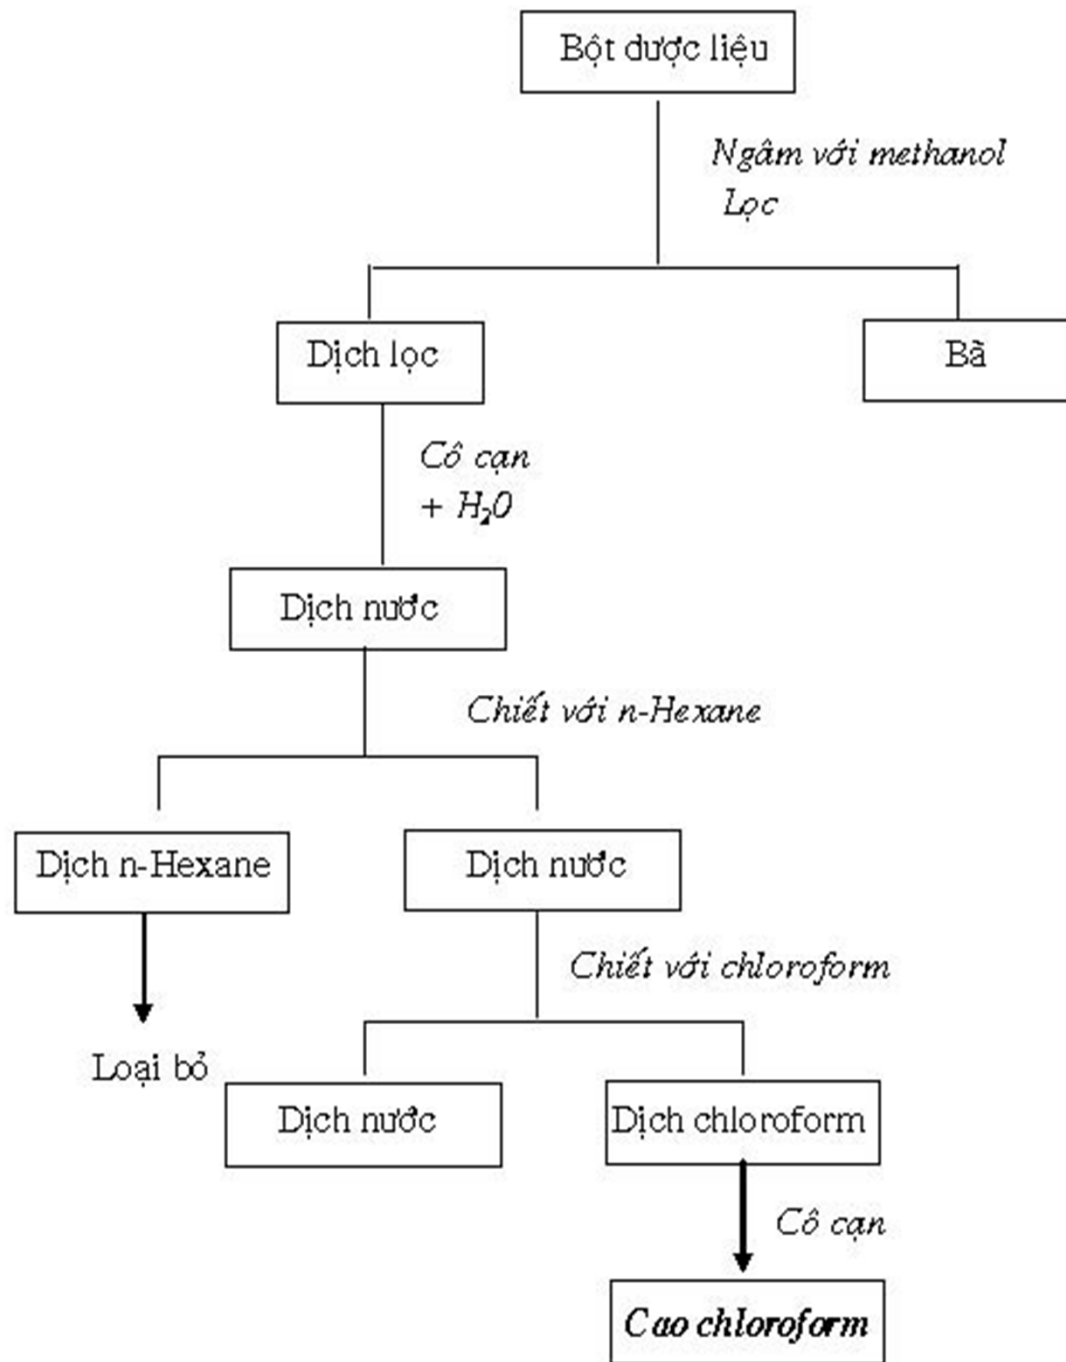 Bột dược liệu
Ngâm với methanol
Lọc
Dịch lọc
Bã
Cô cạn
+ H₂0
Dịch nước
Chiết với n-Hexane
Dịch n-Hexane
Dịch nước
Chiết với chloroform
Loại bỏ
Dịch nước
Dịch chloroform
Cô cạn
Cao chloroform